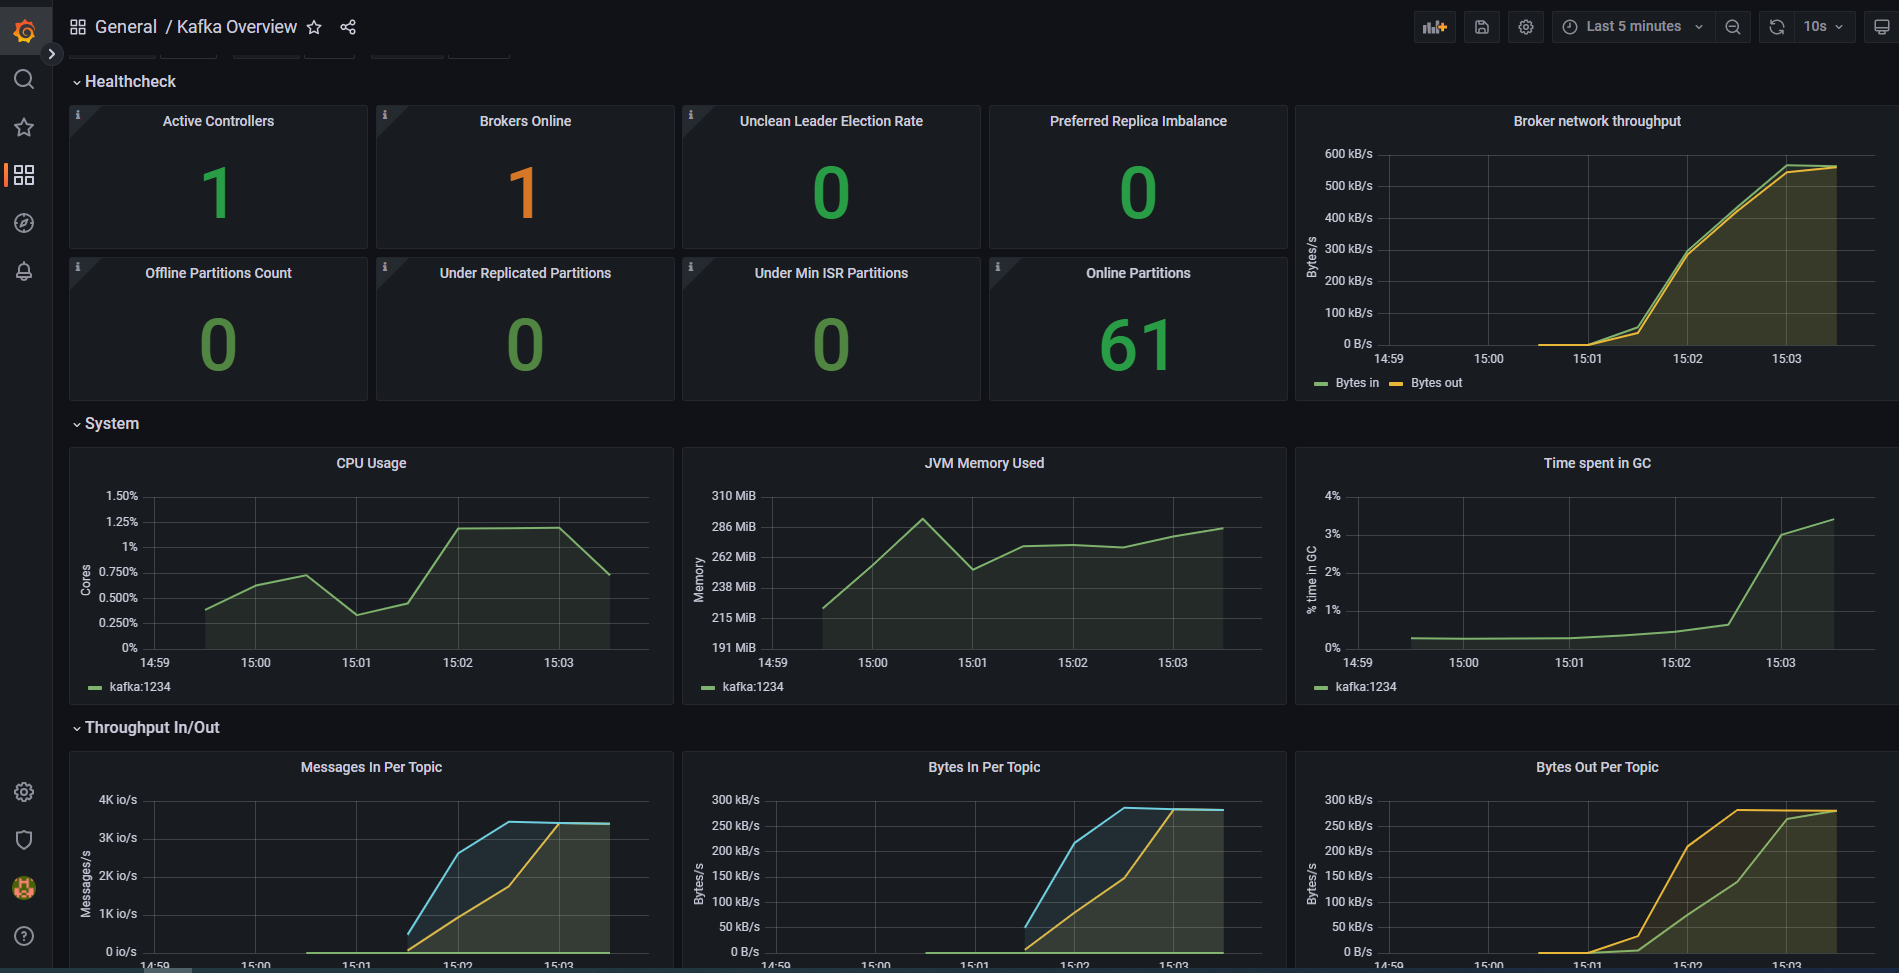 General / Kafka Overview
Last 5 minutes
10s
Healthcheck
Active Controllers
1
Brokers Online
1
Unclean Leader Election Rate
0
Preferred Replica Imbalance
0
Offline Partitions Count
0
Under Replicated Partitions
0
Under Min ISR Partitions
0
Online Partitions
61
Broker network throughput
Bytes/s
600 kB/s
500 kB/s
400 kB/s
300 kB/s
200 kB/s
100 kB/s
0 B/s
14:59 15:00 15:01 15:02 15:03
Bytes in Bytes out
System
CPU Usage
Cores
1.50%
1.25%
1%
0.750%
0.500%
0.250%
0%
14:59 15:00 15:01 15:02 15:03
kafka:1234
JVM Memory Used
Memory
310 MiB
286 MiB
262 MiB
238 MiB
215 MiB
191 MiB
14:59 15:00 15:01 15:02 15:03
kafka:1234
Time spent in GC
% time in GC
4%
3%
2%
1%
0%
14:59 15:00 15:01 15:02 15:03
kafka:1234
Throughput In/Out
Messages In Per Topic
Messages/s
4K io/s
3K io/s
2K io/s
1K io/s
0 io/s
14:59 15:00 15:01 15:02 15:03
Bytes In Per Topic
Bytes/s
300 kB/s
250 kB/s
200 kB/s
150 kB/s
100 kB/s
50 kB/s
0 B/s
14:59 15:00 15:01 15:02 15:03
Bytes Out Per Topic
Bytes/s
300 kB/s
250 kB/s
200 kB/s
150 kB/s
100 kB/s
50 kB/s
0 B/s
14:59 15:00 15:01 15:02 15:03